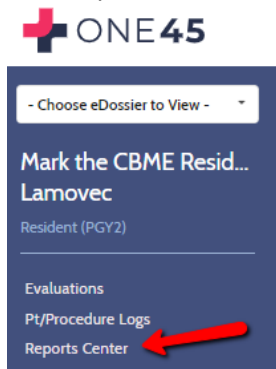 ONE45
- Choose eDossier to View -
Mark the CBME Resid...
Lamovec
Resident (PGY2)
Evaluations
Pt/Procedure Logs
Reports Center